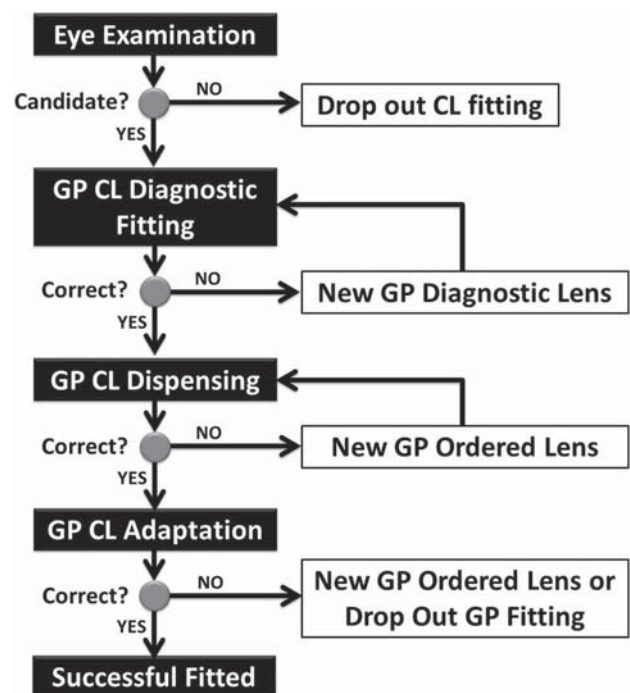 Eye Examination
Candidate?
NO
Drop out CL fitting
YES
GP CL Diagnostic
Fitting
Correct?
NO
New GP Diagnostic Lens
YES
GP CL Dispensing
Correct?
NO
New GP Ordered Lens
YES
GP CL Adaptation
Correct?
NO
New GP Ordered Lens or
Drop Out GP Fitting
YES
Successful Fitted